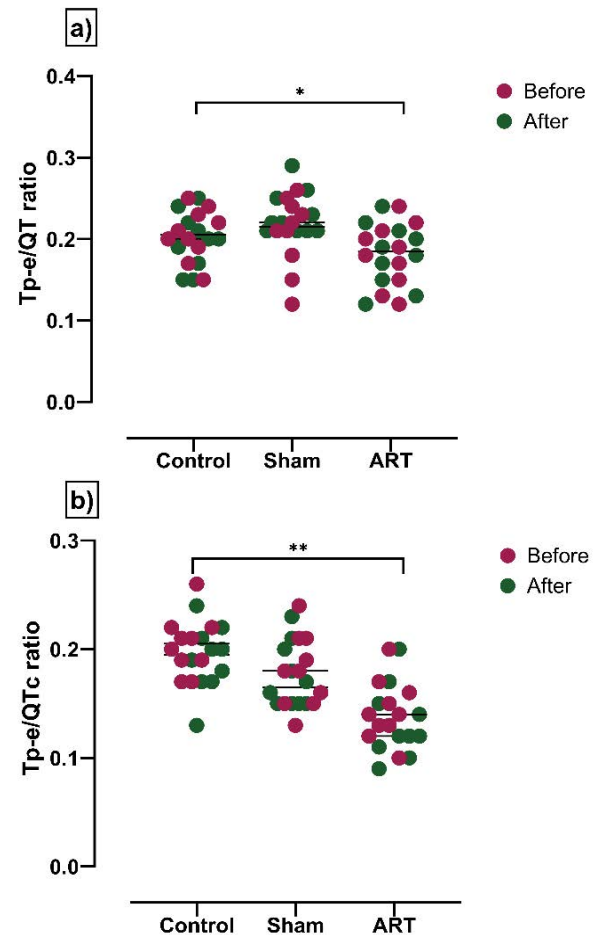 a)
0.4
0.3
0.2
0.1
0.0
Tp-e/QT ratio
*
Before
After
Control Sham ART
b)
0.3
0.2
0.1
0.0
Tp-e/QTc ratio
**
Before
After
Control Sham ART